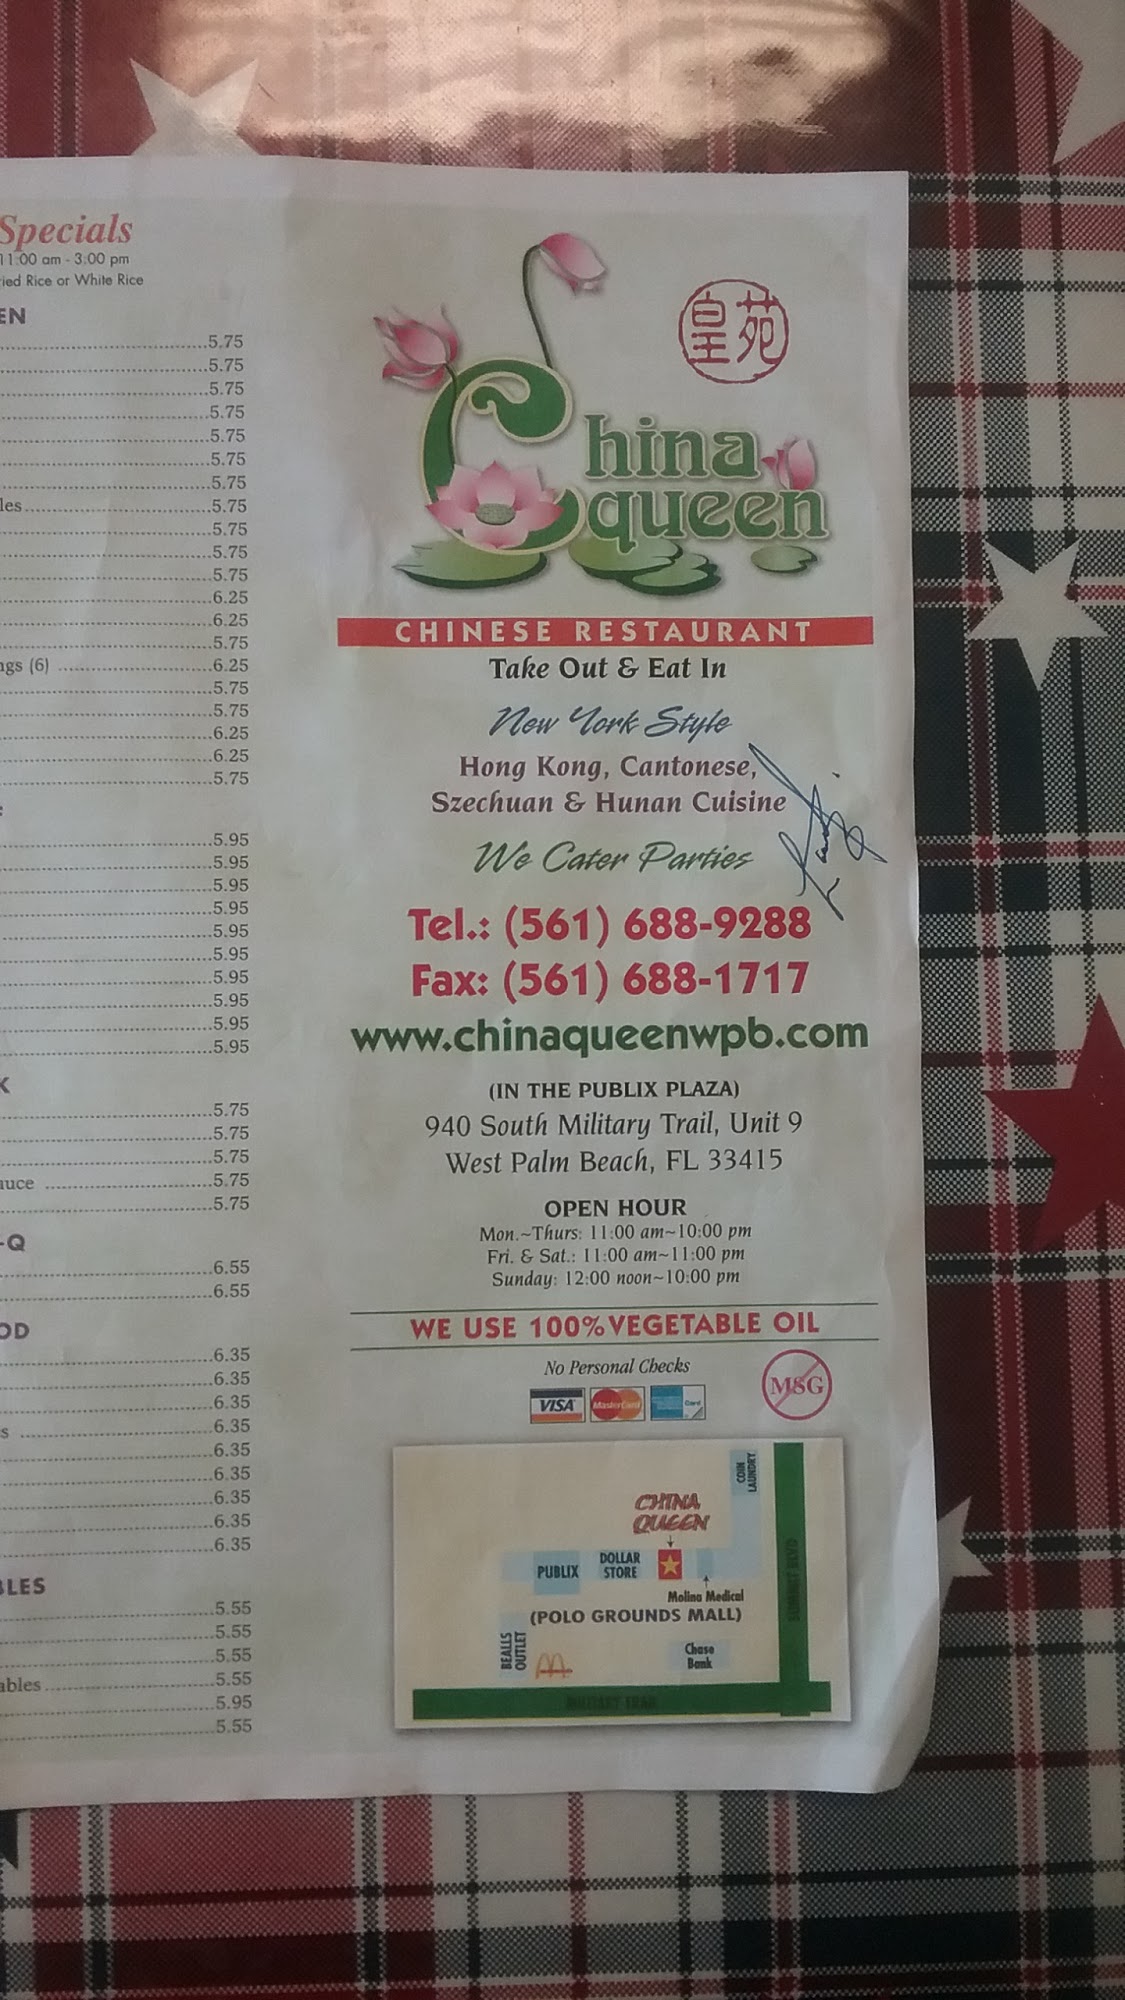 Specials
11:00 am - 3:00 pm
ried Rice or White Rice
EN
5.75
5.75
5.75
5.75
5.75
5.75
5.75
les 5.75
5.75
5.75
5.75
6.25
6.25
5.75
ngs (6) 6.25
5.75
5.75
6.25
6.25
5.75
5.95
5.95
5.95
5.95
5.95
5.95
5.95
5.95
5.95
5.95
K
5.75
5.75
5.75
auce 5.75
5.75
-Q
6.55
6.55
OD
6.35
6.35
6.35
s 6.35
6.35
6.35
6.35
6.35
6.35
BLES
5.55
5.55
5.55
ables 5.55
5.95
5.55
皇苑
China
queen
CHINESE RESTAURANT
Take Out & Eat In
New York Style
Hong Kong, Cantonese,
Szechuan & Hunan Cuisine
We Cater Parties
Tel.: (561) 688-9288
Fax: (561) 688-1717
www.chinaqueenwpb.com
(IN THE PUBLIX PLAZA)
940 South Military Trail, Unit 9
West Palm Beach, FL 33415
OPEN HOUR
Mon.~Thurs: 11:00 am~10:00 pm
Fri. & Sat.: 11:00 am~11:00 pm
Sunday: 12:00 noon~10:00 pm
WE USE 100% VEGETABLE OIL
No Personal Checks
VISA MasterCard
MSG
COIN LAUNDRY
CHINA
QUEEN
PUBLIX
DOLLAR
STORE
Molina Medical
(POLO GROUNDS MALL)
BEALLS
OUTLET
Chase
Bank
SUMMIT BLVD
MILITARY TRAIL